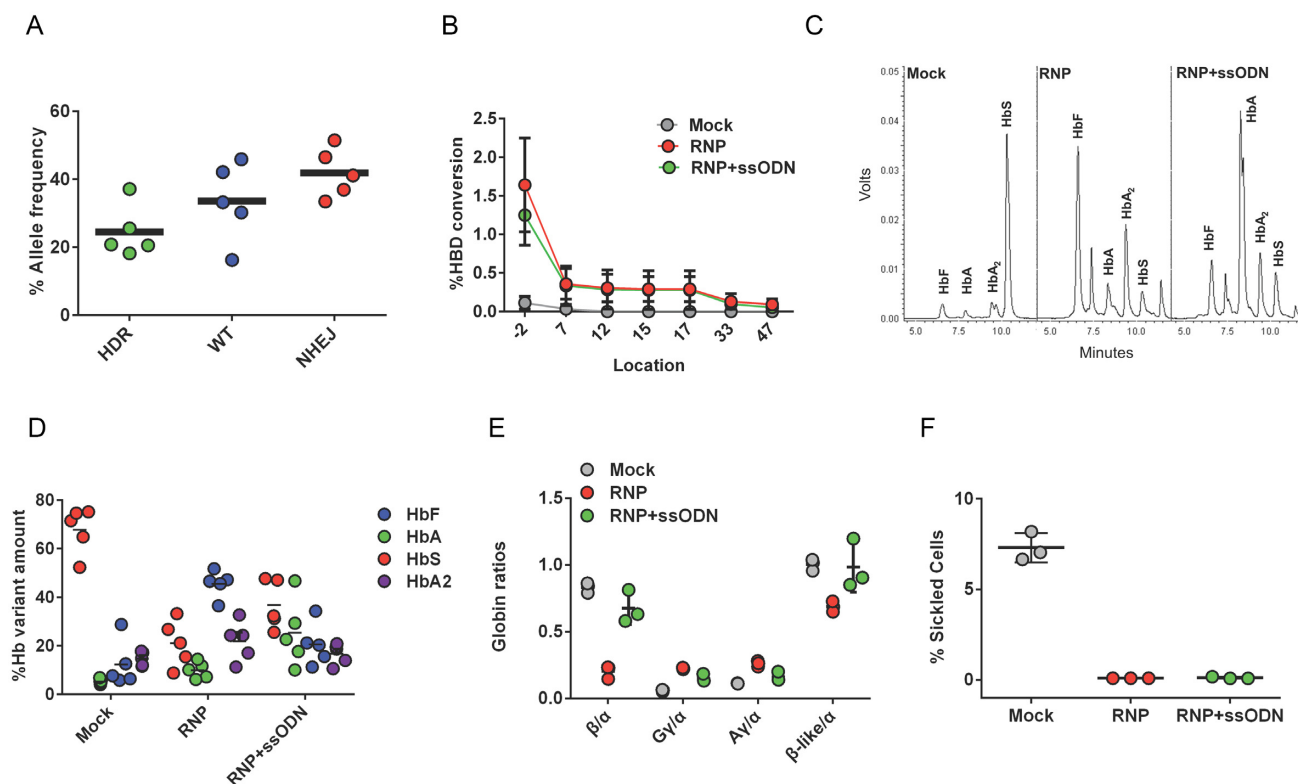 A
% Allele frequency
60
40
20
0
HDR
WT
NHEJ
B
%HBD conversion
2.5
2.0
1.5
1.0
0.5
0.0
-2
7
12
15
17
33
47
Location
Mock
RNP
RNP+ssODN
C
Volts
0.05
0.04
0.03
0.02
0.01
0.00
Mock
RNP
RNP+ssODN
HbF
HbA
HbA2
HbS
HbF
HbA
HbA2
HbS
HbF
HbA
HbA2
HbS
5.0 7.5 10.0 5.0 7.5 10.0 5.0 7.5 10.0
Minutes
D
%Hb variant amount
80
60
40
20
0
Mock
RNP
RNP+ssODN
HbF
HbA
HbS
HbA2
E
Globin ratios
Mock
RNP
RNP+ssODN
1.5
1.0
0.5
0.0
β/α
Gγ/α
Aγ/α
β-like/α
F
% Sickled Cells
10
5
0
Mock
RNP
RNP+ssODN